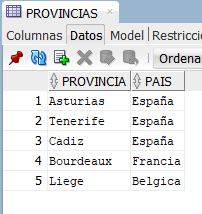 PROVINCIAS
Columnas Datos Model Restricció
Ordena
PROVINCIA PAIS
1 Asturias España
2 Tenerife España
3 Cadiz España
4 Bourdeaux Francia
5 Liege Belgica